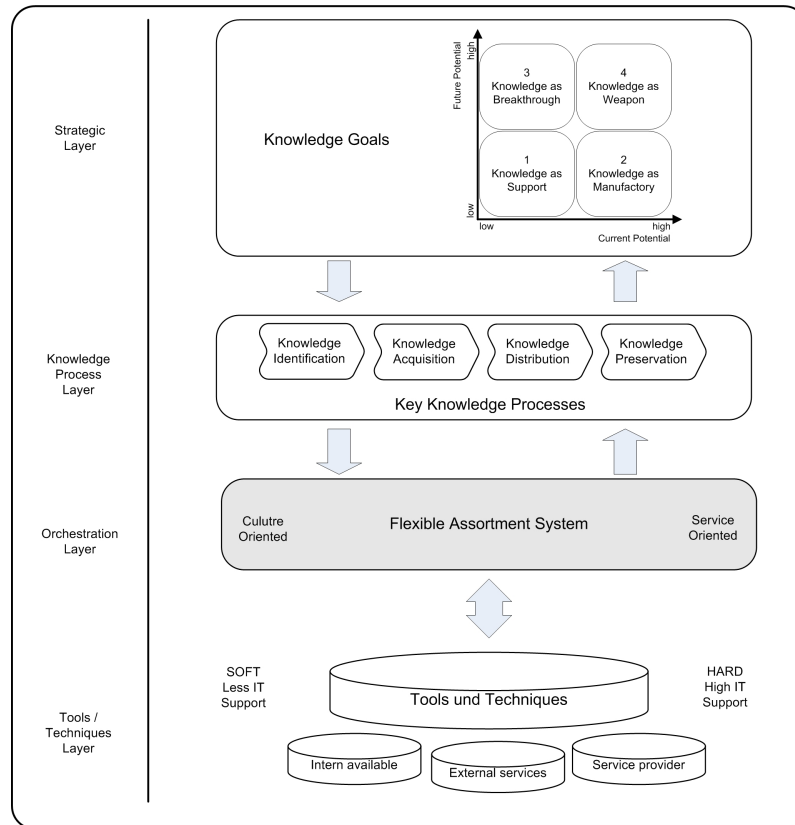 Strategic
Layer
Knowledge Goals
Future Potential
high
low
3
Knowledge as
Breakthrough
4
Knowledge as
Weapon
1
Knowledge as
Support
2
Knowledge as
Manufactory
low
high
Current Potential
Knowledge
Process
Layer
Knowledge
Identification
Knowledge
Acquisition
Knowledge
Distribution
Knowledge
Preservation
Key Knowledge Processes
Orchestration
Layer
Culutre
Oriented
Flexible Assortment System
Service
Oriented
Tools /
Techniques
Layer
SOFT
Less IT
Support
Tools und Techniques
HARD
High IT
Support
Intern available
External services
Service provider